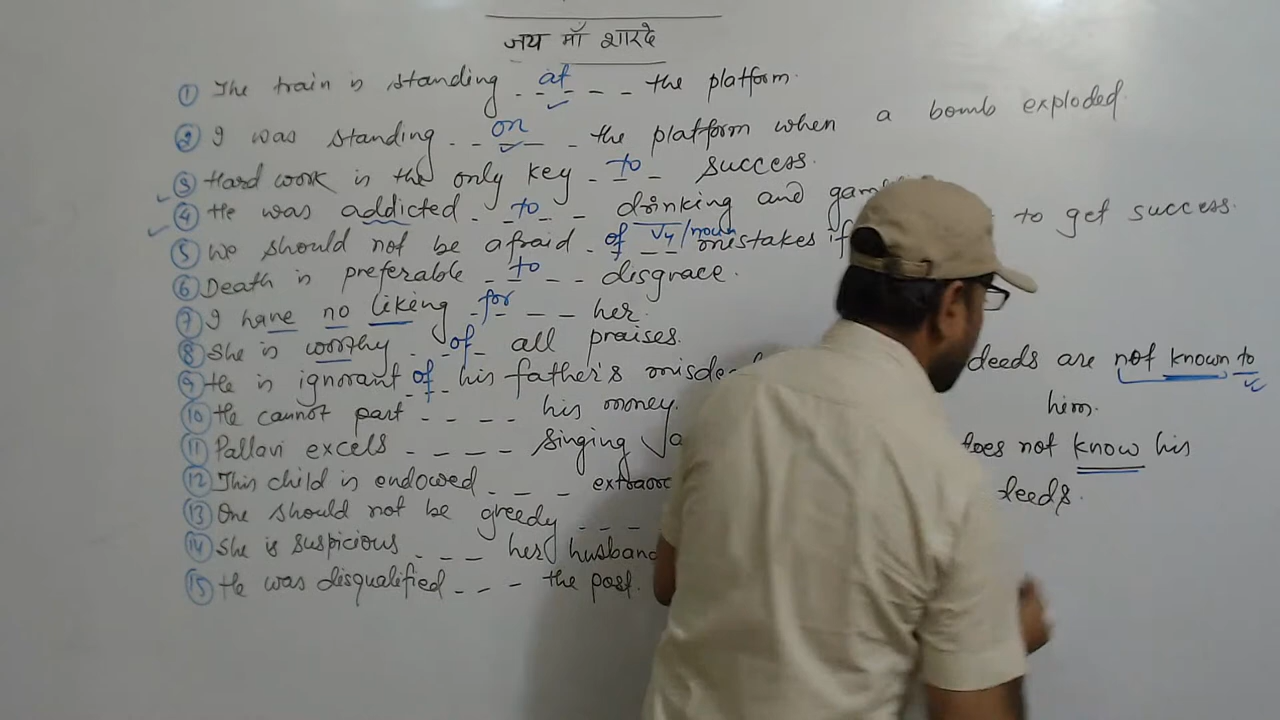 जय माँ शारदे
① The train is standing at the platform.
② I was standing on the platform when a bomb exploded.
③ Hard work is the only key to success.
④ He was addicted to drinking and
V4/noun
⑤ We should not be afraid of mistakes if to get success.
⑥ Death is preferable to disgrace.
⑦ I have no liking for her.
⑧ She is worthy of all praises.
⑨ He is ignorant of his father's deeds are not known to
him.
⑩ He cannot part _ _ _ _ his money.
⑪ Pallavi excels _ _ _ _ singing does not know his
⑫ This child is endowed _ _ _ deeds.
⑬ One should not be greedy _ _ _
⑭ She is suspicious _ _ _ her husband
⑮ He was disqualified _ _ _ the post.